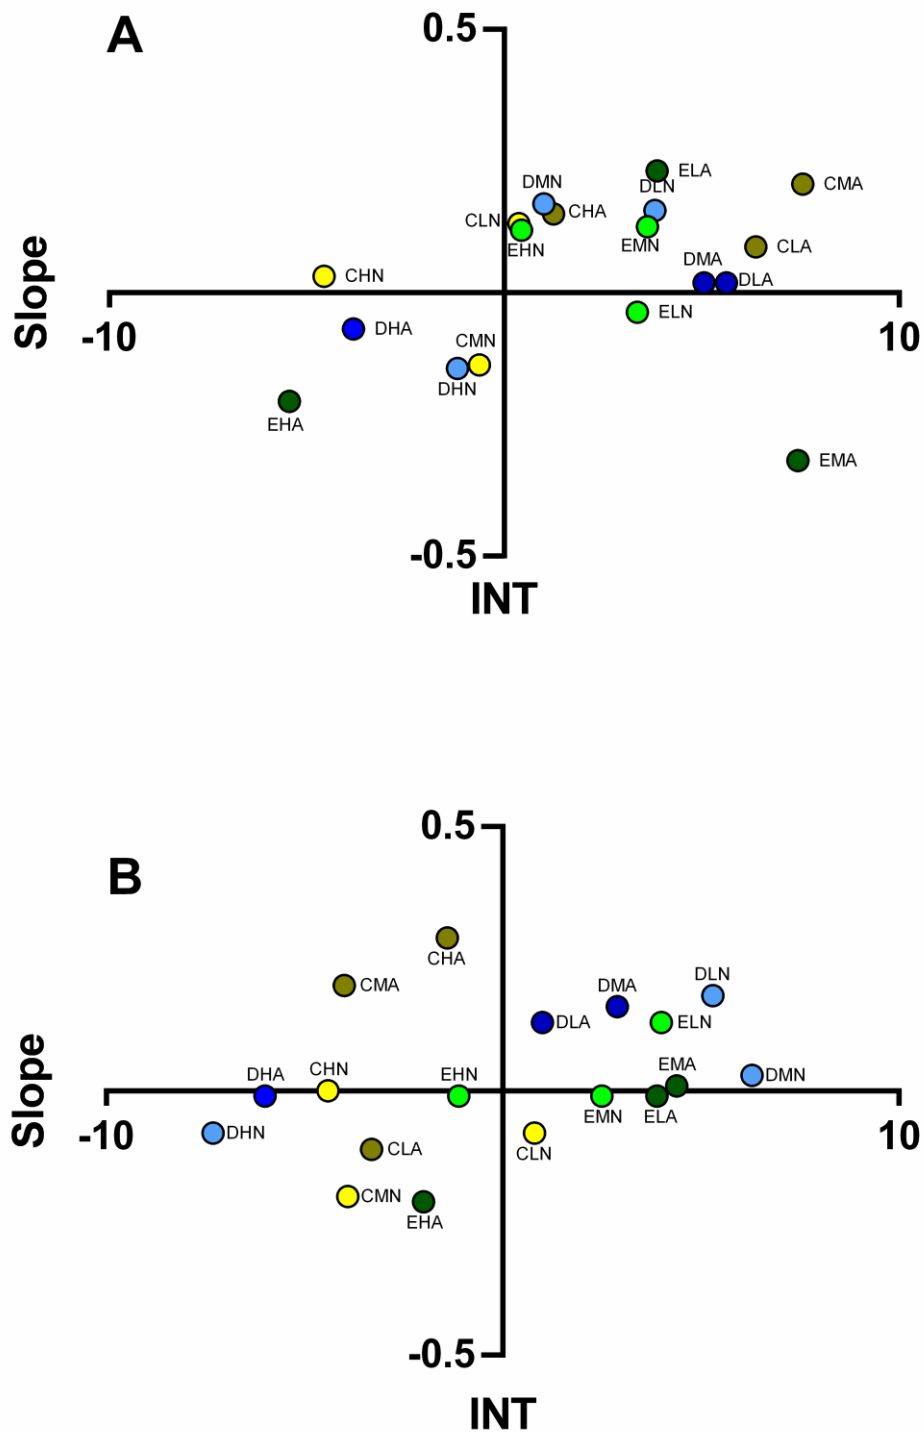 A
0.5
ELA
DMN
DLN
CMA
CLN
CHA
EHN
EMN
CLA
DMA
CHN
DLA
Slope
-10
10
ELN
DHA
CMN
DHN
EHA
EMA
-0.5
INT
0.5
B
CHA
CMA
DLN
DMA
DLA
ELN
EMA
DHA
CHN
EHN
DMN
Slope
-10
10
EMN
ELA
DHN
CLA
CLN
CMN
EHA
-0.5
INT